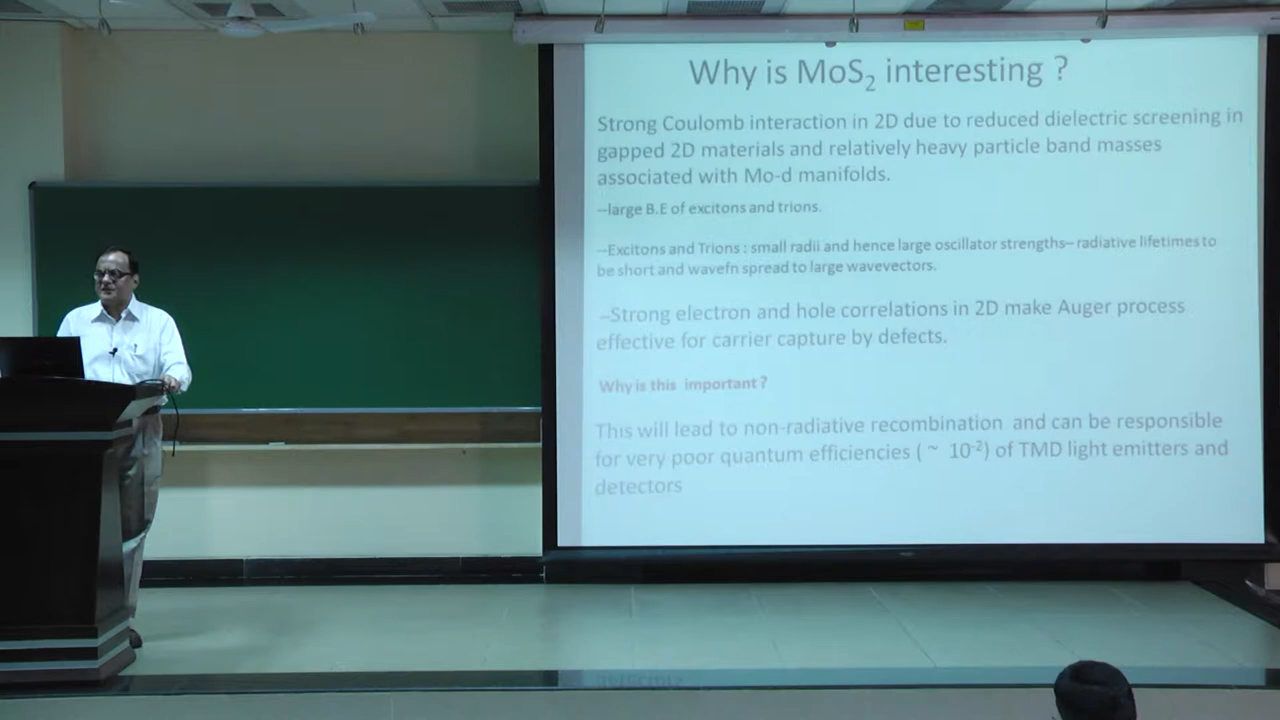 Why is MoS₂ interesting ?
Strong Coulomb interaction in 2D due to reduced dielectric screening in
gapped 2D materials and relatively heavy particle band masses
associated with Mo-d manifolds.
–large B.E of excitons and trions.
–Excitons and Trions : small radii and hence large oscillator strengths– radiative lifetimes to
be short and wavefn spread to large wavevectors.
–Strong electron and hole correlations in 2D make Auger process
effective for carrier capture by defects.
Why is this important ?
This will lead to non-radiative recombination and can be responsible
for very poor quantum efficiencies ( ~ 10⁻²) of TMD light emitters and
detectors